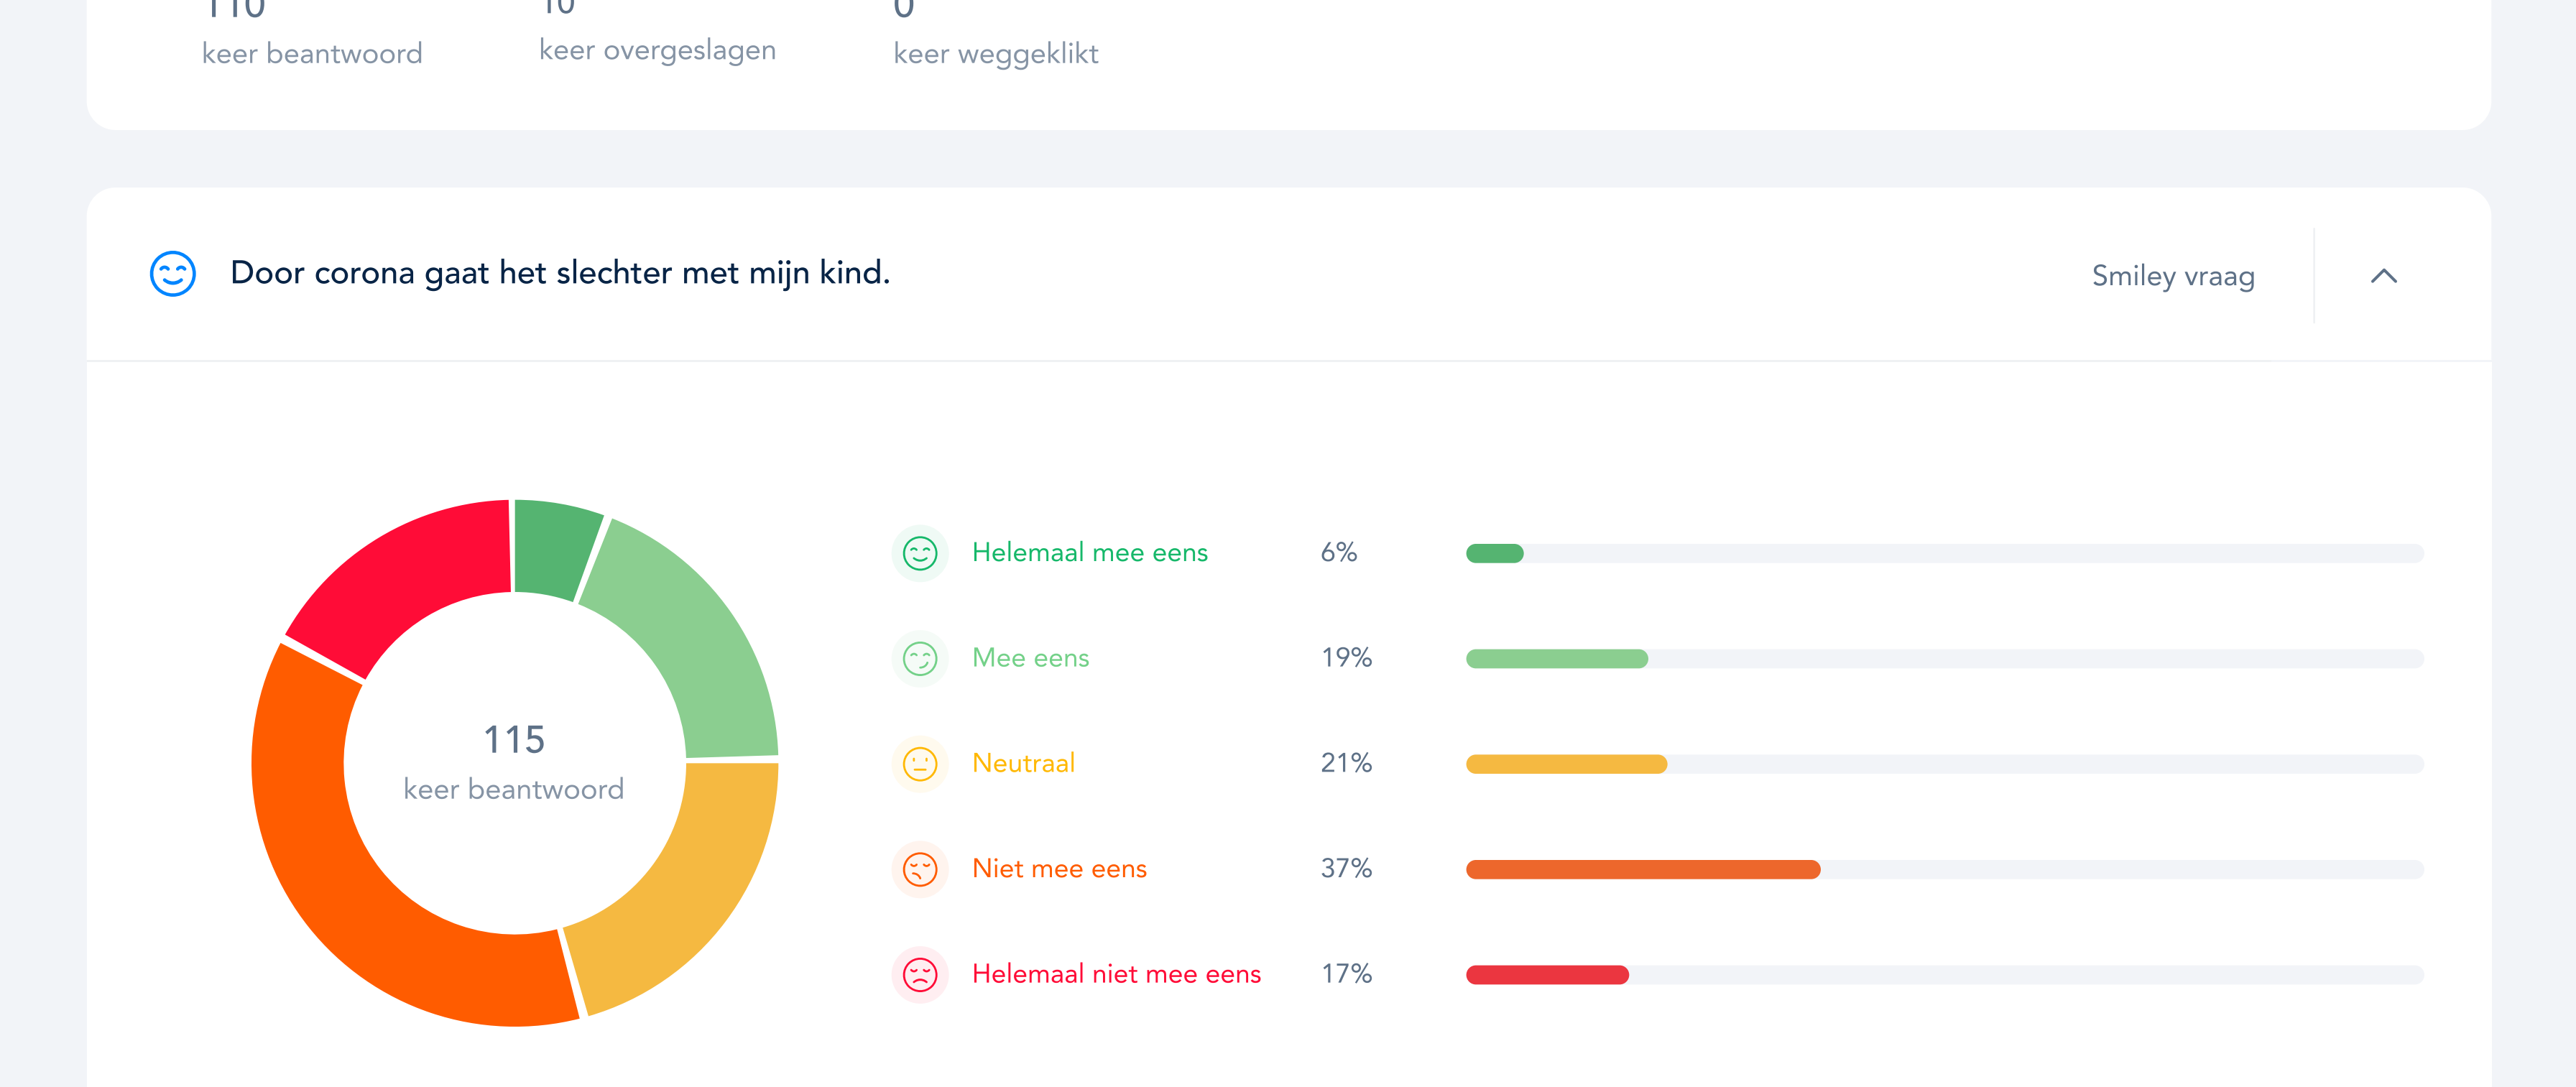 110 10 0
keer beantwoord keer overgeslagen keer weggeklikt
Door corona gaat het slechter met mijn kind. Smiley vraag
115
keer beantwoord
Helemaal mee eens 6%
Mee eens 19%
Neutraal 21%
Niet mee eens 37%
Helemaal niet mee eens 17%